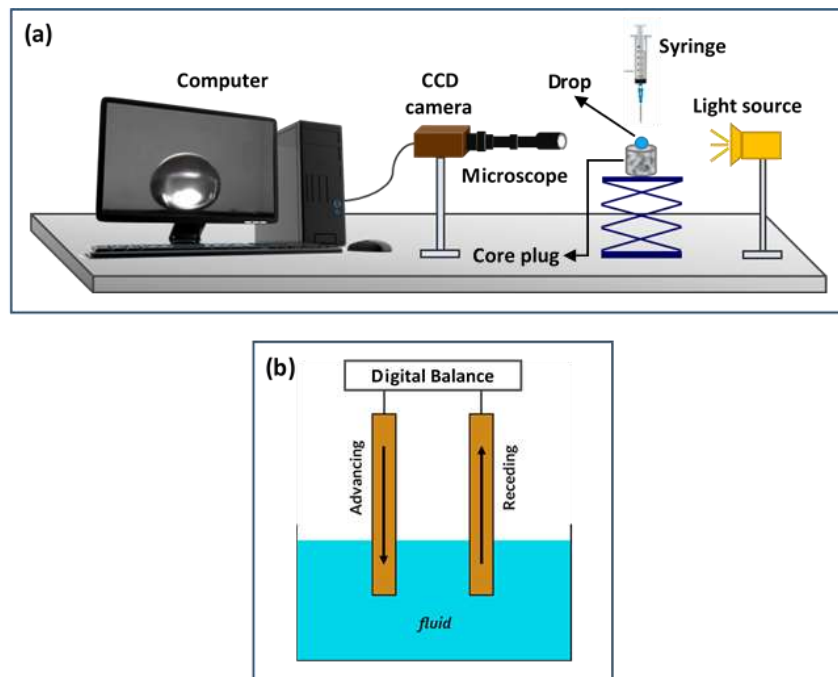 (a)
Computer
CCD
camera
Microscope
Drop
Syringe
Light source
Core plug
(b)
Digital Balance
Advancing
Receding
fluid